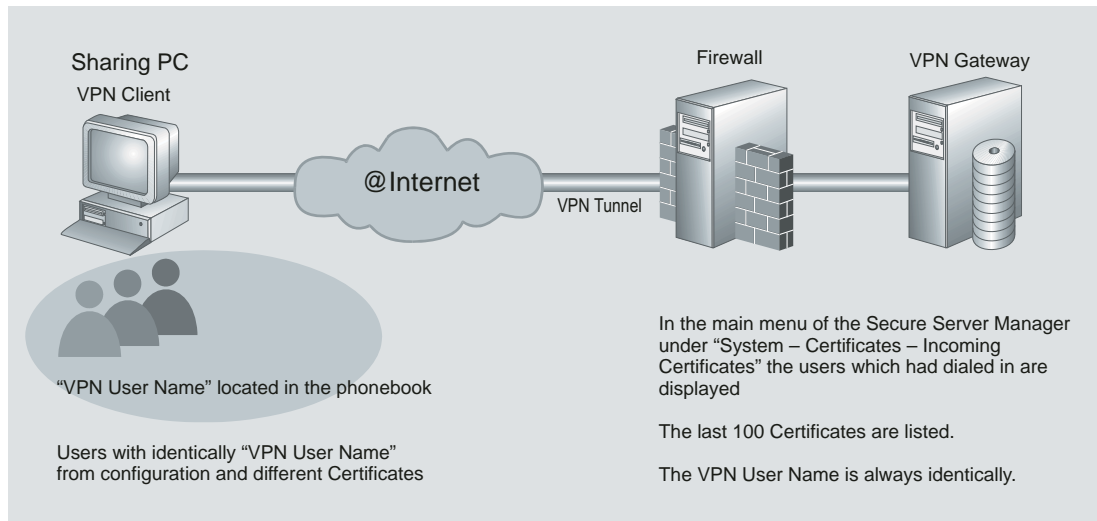 Sharing PC
VPN Client
@Internet
VPN Tunnel
Firewall
VPN Gateway
“VPN User Name” located in the phonebook
Users with identically “VPN User Name”
from configuration and different Certificates
In the main menu of the Secure Server Manager
under “System – Certificates – Incoming
Certificates” the users which had dialed in are
displayed
The last 100 Certificates are listed.
The VPN User Name is always identically.